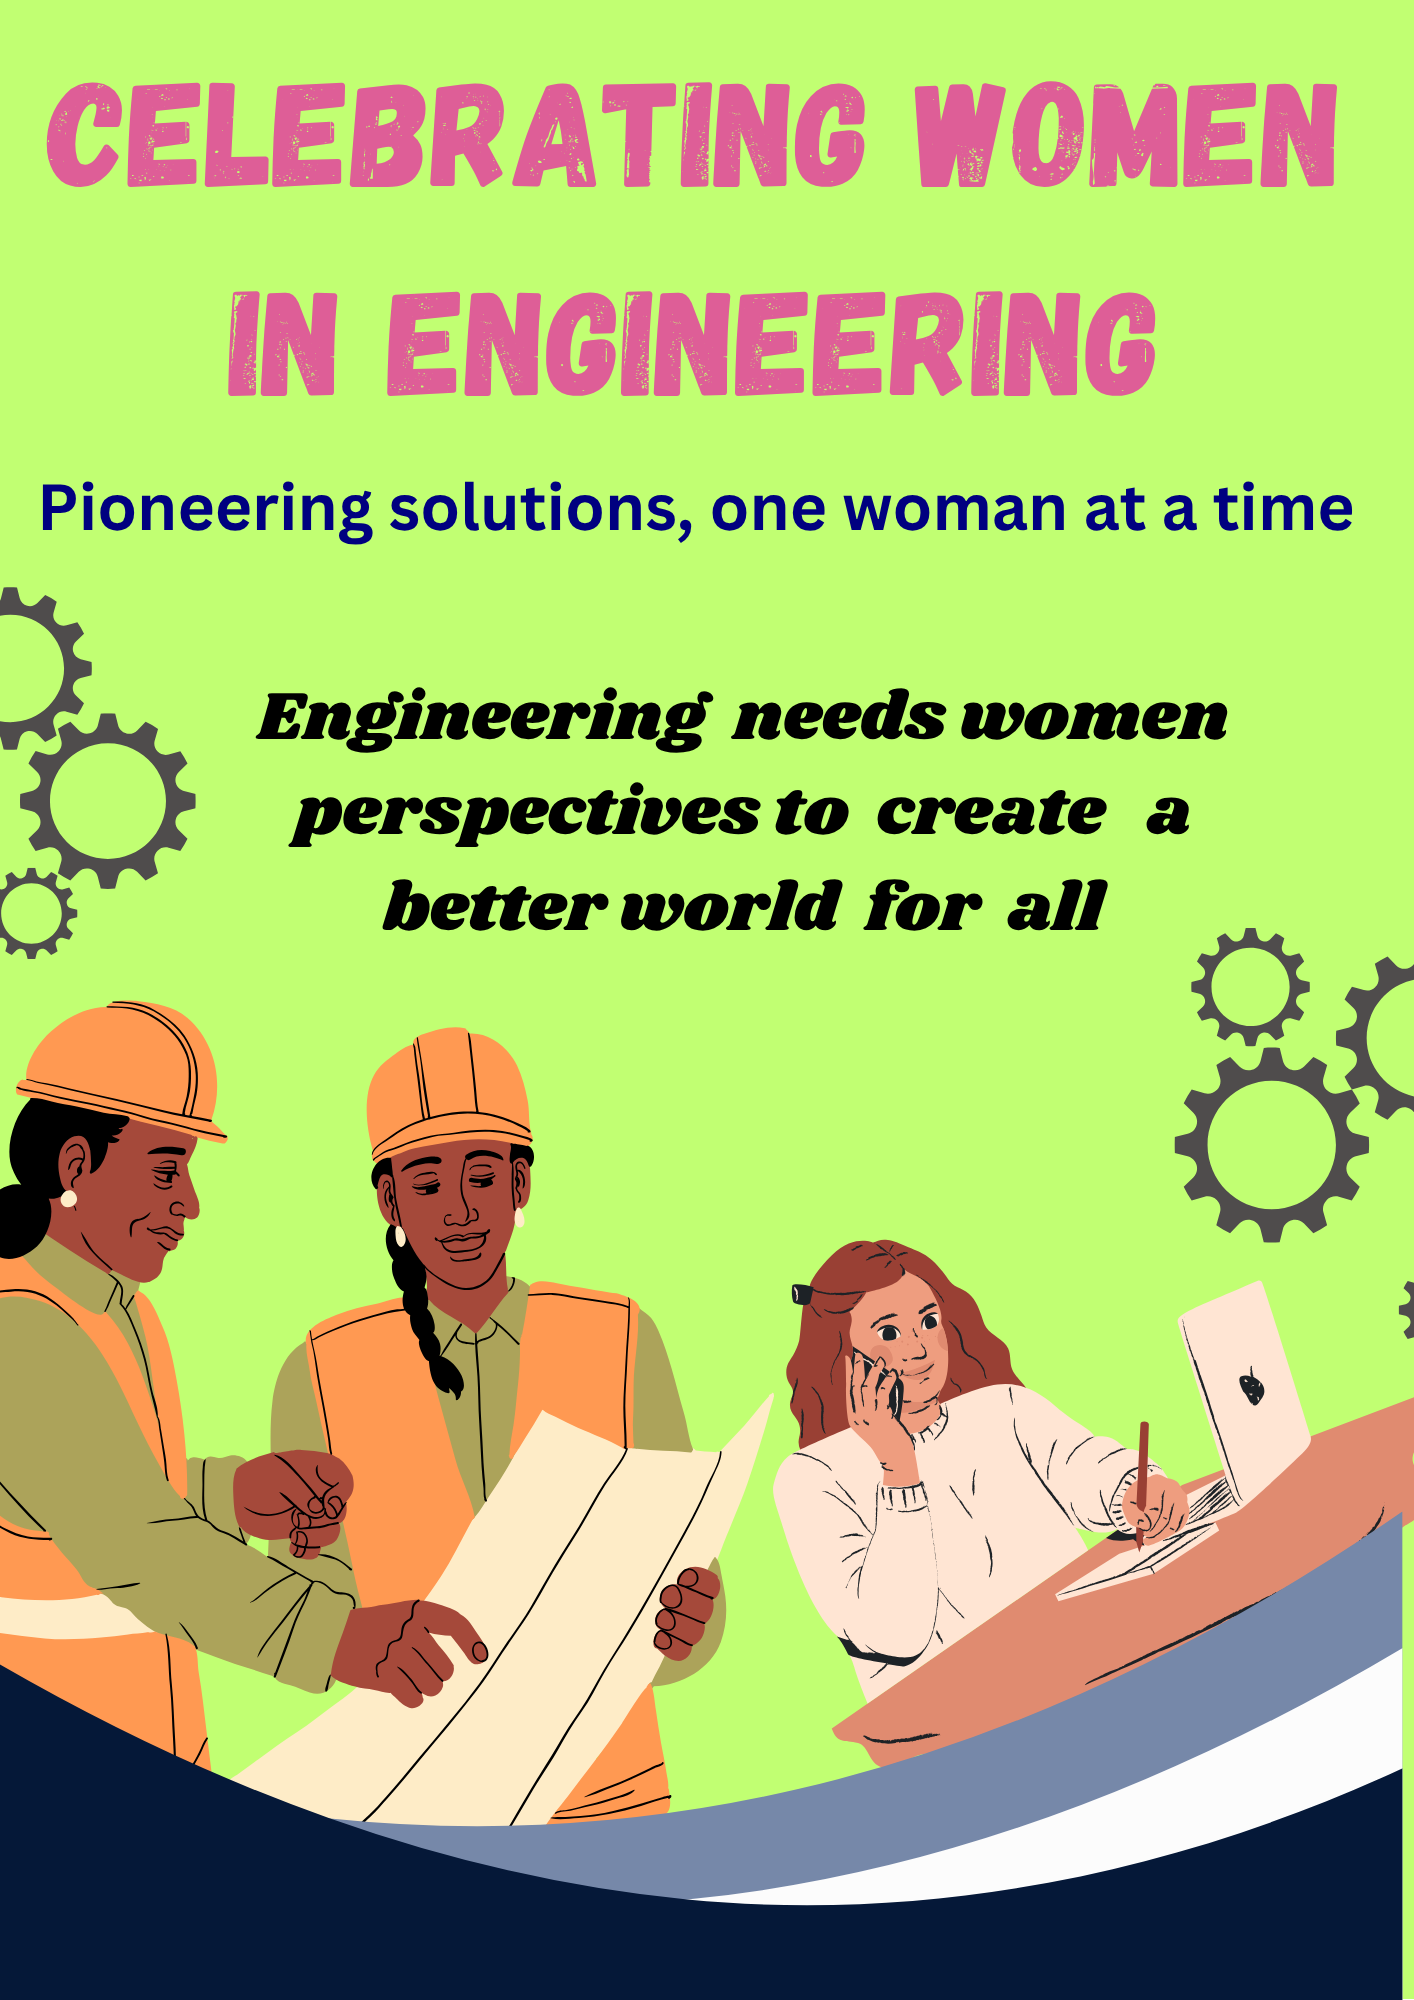 CELEBRATING WOMEN
IN ENGINEERING
Pioneering solutions, one woman at a time
Engineering needs women
perspectives to create a
better world for all